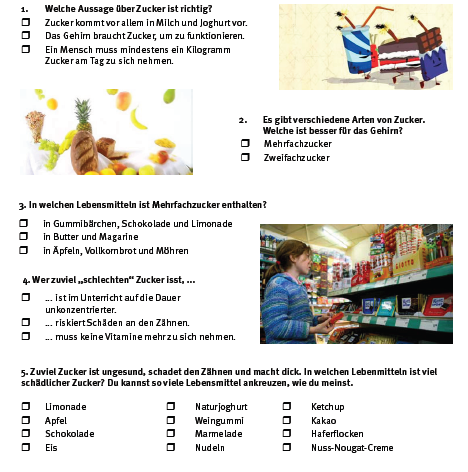 1. Welche Aussage über Zucker ist richtig?
❒ Zucker kommt vor allem in Milch und Joghurt vor.
❒ Das Gehirn braucht Zucker, um zu funktionieren.
❒ Ein Mensch muss mindestens ein Kilogramm
Zucker am Tag zu sich nehmen.
2. Es gibt verschiedene Arten von Zucker.
Welche ist besser für das Gehirn?
❒ Mehrfachzucker
❒ Zweifachzucker
3. In welchen Lebensmitteln ist Mehrfachzucker enthalten?
❒ in Gummibärchen, Schokolade und Limonade
❒ in Butter und Magarine
❒ in Äpfeln, Vollkornbrot und Möhren
4. Wer zuviel „schlechten" Zucker isst, ...
❒ ... ist im Unterricht auf die Dauer
unkonzentrierter.
❒ ... riskiert Schäden an den Zähnen.
❒ ... muss keine Vitamine mehr zu sich nehmen.
5. Zuviel Zucker ist ungesund, schadet den Zähnen und macht dick. In welchen Lebenmitteln ist viel
schädlicher Zucker? Du kannst so viele Lebensmittel ankreuzen, wie du meinst.
❒ Limonade ❒ Naturjoghurt ❒ Ketchup
❒ Apfel ❒ Weingummi ❒ Kakao
❒ Schokolade ❒ Marmelade ❒ Haferflocken
❒ Eis ❒ Nudeln ❒ Nuss-Nougat-Creme